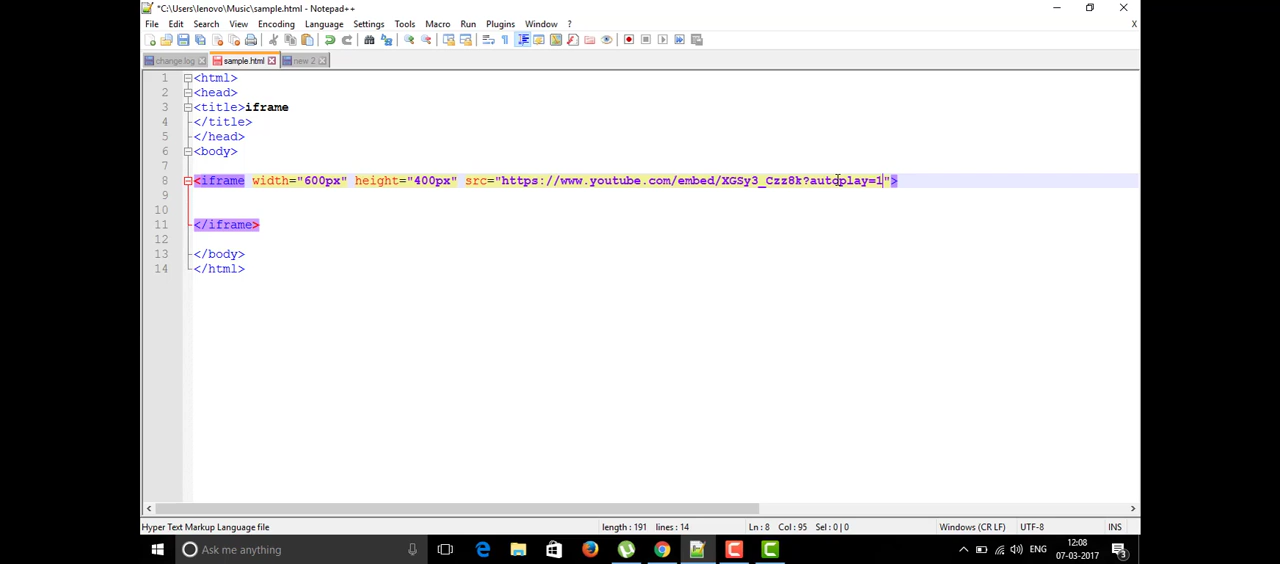 *C:\Users\lenovo\Music\sample.html - Notepad++
File Edit Search View Encoding Language Settings Tools Macro Run Plugins Window ? X
change.log sample.html new 2
1 <html>
2 <head>
3 <title>iframe
4 </title>
5 </head>
6 <body>
7
8 <iframe width="600px" height="400px" src="https://www.youtube.com/embed/XGSy3_Czz8k?autoplay=1">
9
10
11 </iframe>
12
13 </body>
14 </html>
Hyper Text Markup Language file length : 191 lines : 14 Ln : 8 Col : 95 Sel : 0 | 0 Windows (CR LF) UTF-8 INS
Ask me anything ENG 12:08
07-03-2017 3